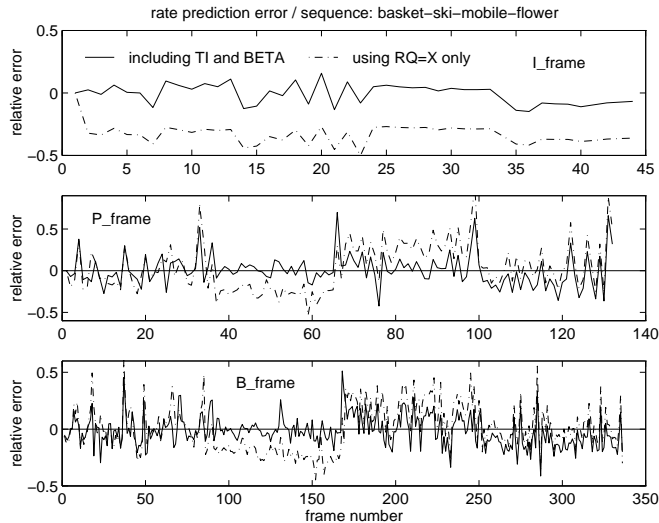 rate prediction error / sequence: basket-ski-mobile-flower
0.5
including TI and BETA
using RQ=X only
I_frame
relative error
0
−0.5
0 5 10 15 20 25 30 35 40 45
P_frame
relative error
0.5
0
−0.5
0 20 40 60 80 100 120 140
B_frame
relative error
0.5
0
−0.5
0 50 100 150 200 250 300 350
frame number